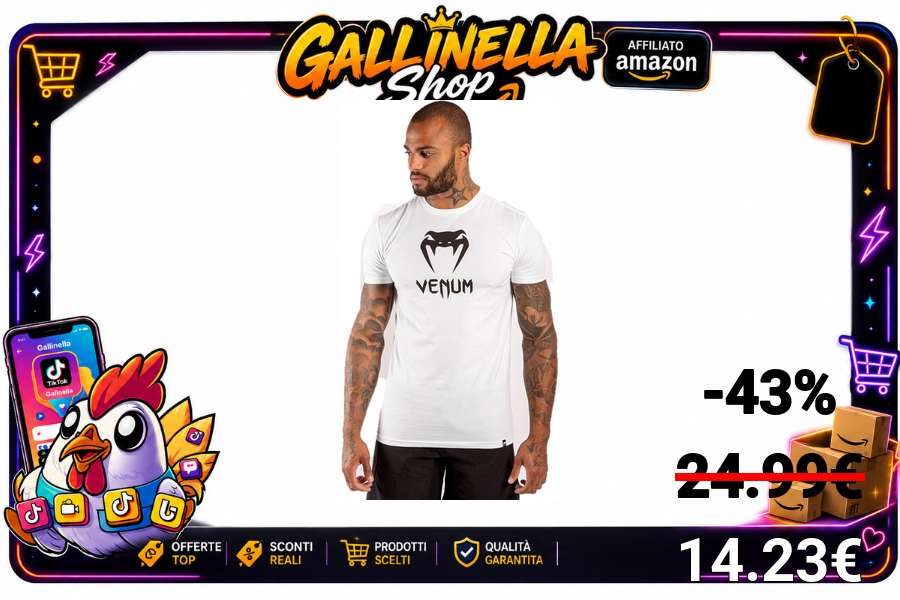 GALLINELLA
Shop
AFFILIATO
amazon
VENUM
Gallinella
TikTok
Gallinella
-43%
24.99€
14.23€
OFFERTE
TOP
SCONTI
REALI
PRODOTTI
SCELTI
QUALITÀ
GARANTITA